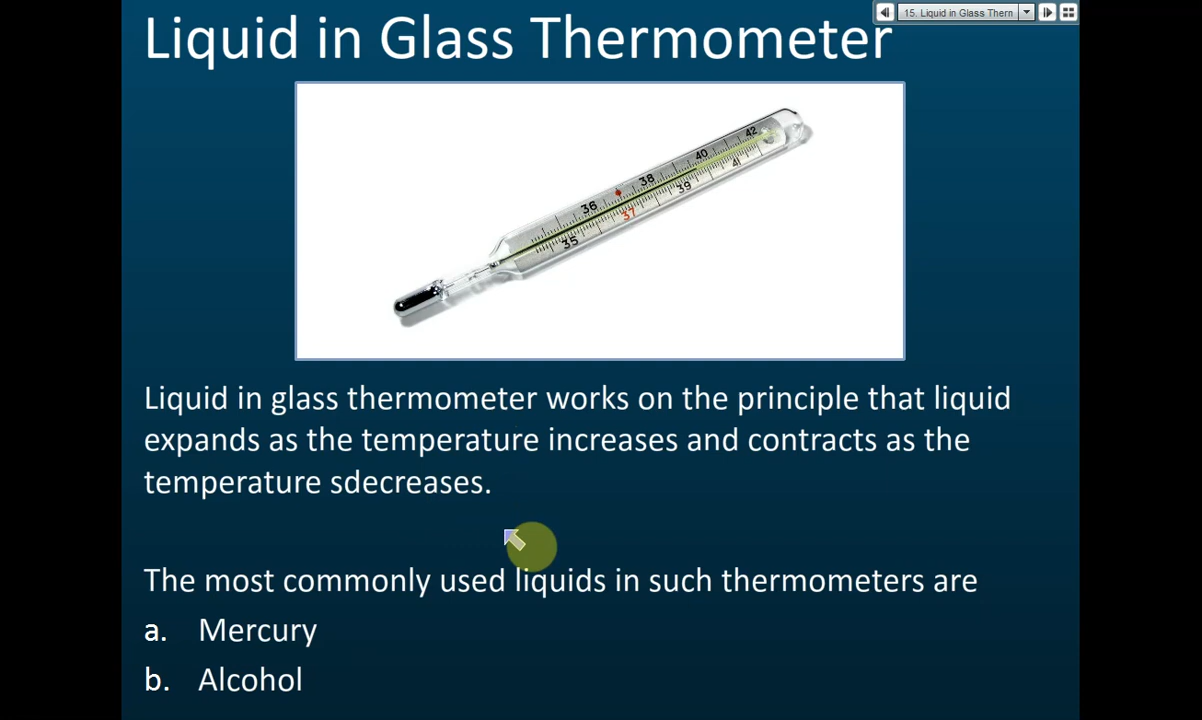 15. Liquid in Glass Therm
Liquid in Glass Thermometer
42
40
41
38
39
36
37
35
Liquid in glass thermometer works on the principle that liquid
expands as the temperature increases and contracts as the
temperature sdecreases.
The most commonly used liquids in such thermometers are
a. Mercury
b. Alcohol